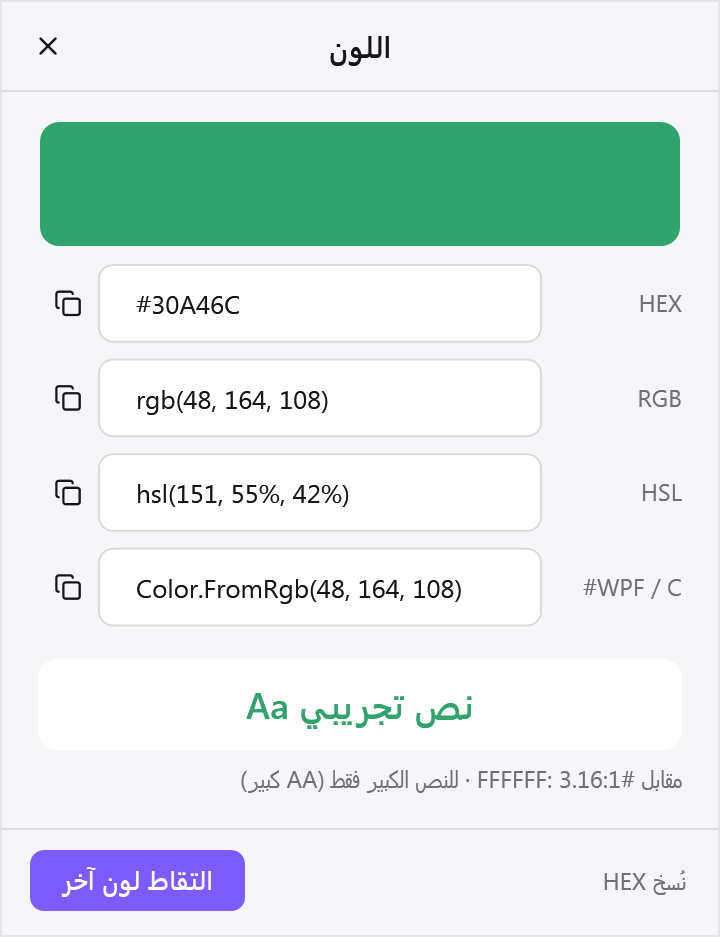 اللون
HEX
#30A46C
RGB
rgb(48, 164, 108)
HSL
hsl(151, 55%, 42%)
#WPF / C
Color.FromRgb(48, 164, 108)
نص تجريبي Aa
مقابل #FFFFFF: 3.16:1 · للنص الكبير فقط (AA كبير)
نُسخ HEX
التقاط لون آخر